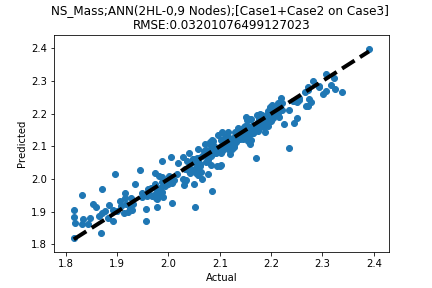 NS_Mass;ANN(2HL-0,9 Nodes);[Case1+Case2 on Case3]
RMSE:0.03201076499127023
2.4
2.3
2.2
2.1
2.0
1.9
1.8
Predicted
1.8 1.9 2.0 2.1 2.2 2.3 2.4
Actual